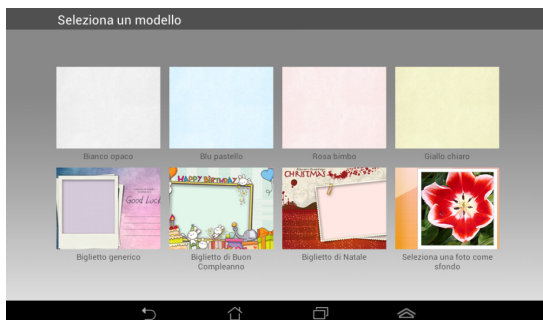 Seleziona un modello
Bianco opaco
Blu pastello
Rosa bimbo
Giallo chiaro
Good Luck
HAPPY BIRTHDAY
CHRISTMAS
Biglietto generico
Biglietto di Buon
Compleanno
Biglietto di Natale
Seleziona una foto come
sfondo